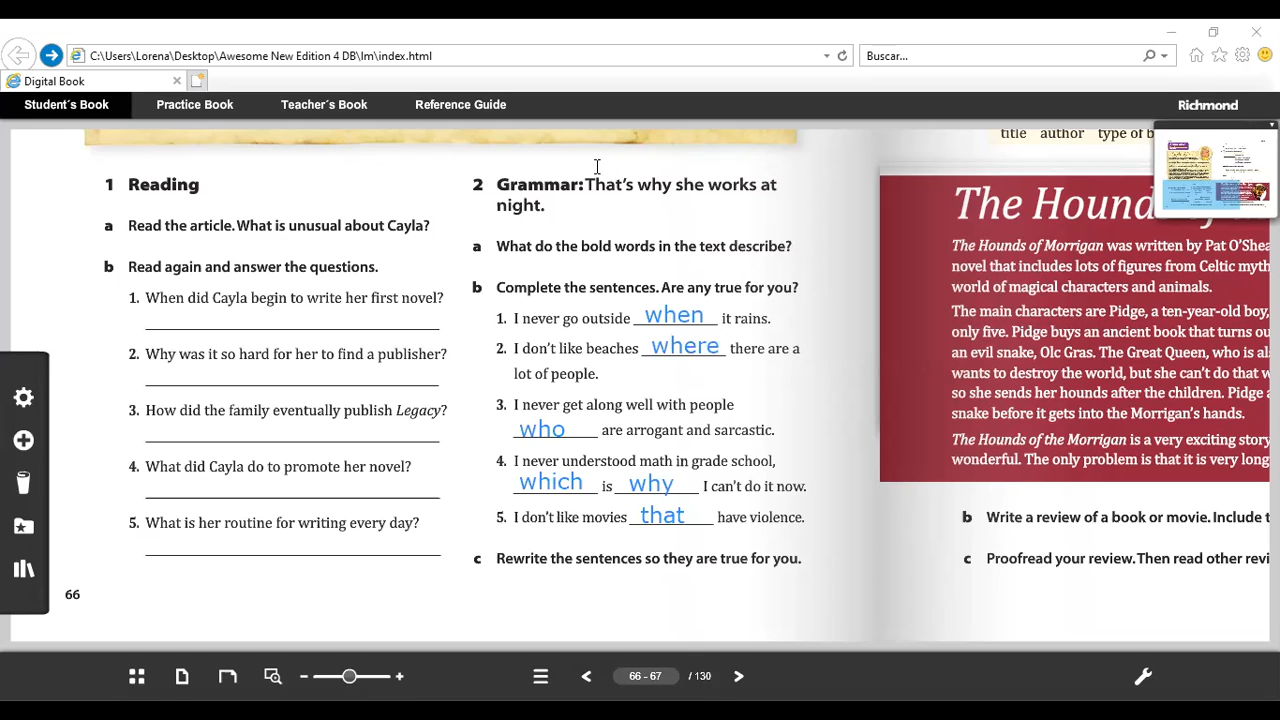 C:\Users\Lorena\Desktop\Awesome New Edition 4 DB\lm\index.html
Buscar...
Digital Book
Student´s Book
Practice Book
Teacher´s Book
Reference Guide
Richmond
title author type of b
1 Reading
a Read the article. What is unusual about Cayla?
b Read again and answer the questions.
1. When did Cayla begin to write her first novel?
2. Why was it so hard for her to find a publisher?
3. How did the family eventually publish Legacy?
4. What did Cayla do to promote her novel?
5. What is her routine for writing every day?
66
2 Grammar: That's why she works at
night.
a What do the bold words in the text describe?
b Complete the sentences. Are any true for you?
1. I never go outside when it rains.
2. I don't like beaches where there are a
lot of people.
3. I never get along well with people
who are arrogant and sarcastic.
4. I never understood math in grade school,
which is why I can't do it now.
5. I don't like movies that have violence.
c Rewrite the sentences so they are true for you.
The Hound
The Hounds of Morrigan was written by Pat O'Shea
novel that includes lots of figures from Celtic myth
world of magical characters and animals.
The main characters are Pidge, a ten-year-old boy,
only five. Pidge buys an ancient book that turns ou
an evil snake, Olc Gras. The Great Queen, who is al
wants to destroy the world, but she can't do that w
so she sends her hounds after the children. Pidge a
snake before it gets into the Morrigan's hands.
The Hounds of the Morrigan is a very exciting story
wonderful. The only problem is that it is very long
b Write a review of a book or movie. Include t
c Proofread your review. Then read other revi
66 - 67 / 130